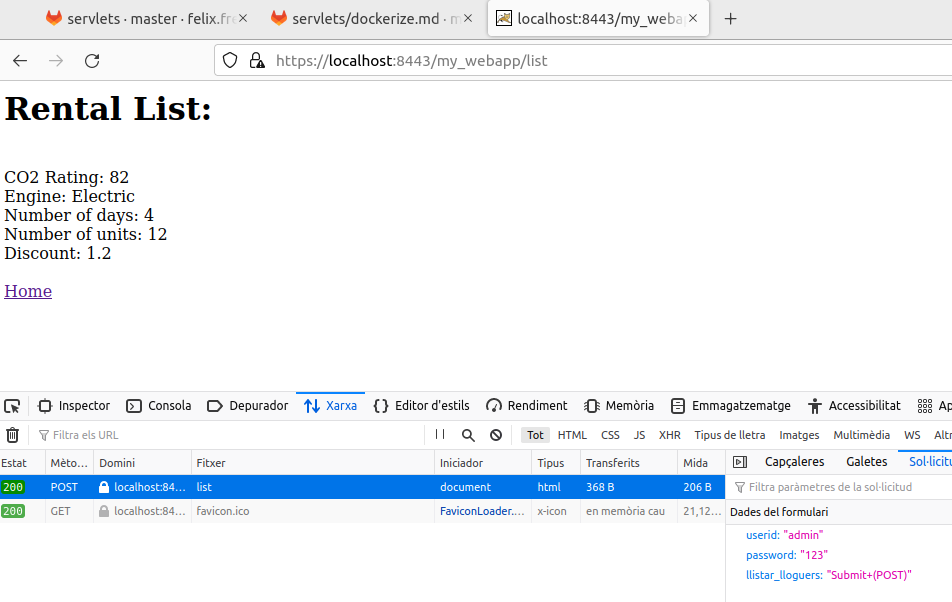 servlets · master · felix.fre
servlets/dockerize.md · m
localhost:8443/my_weba
https://localhost:8443/my_webapp/list
Rental List:
CO2 Rating: 82
Engine: Electric
Number of days: 4
Number of units: 12
Discount: 1.2
Home
Inspector Consola Depurador Xarxa Editor d'estils Rendiment Memòria Emmagatzematge Accessibilitat Ap
Filtra els URL Tot HTML CSS JS XHR Tipus de lletra Imatges Multimèdia WS Altr
Estat Mèto… Domini Fitxer Iniciador Tipus Transferits Mida Capçaleres Galetes Sol·licitu
200 POST localhost:84… list document html 368 B 206 B Filtra paràmetres de la sol·licitud
200 GET localhost:84… favicon.ico FaviconLoader.… x-icon en memòria cau 21,12… Dades del formulari
userid: "admin"
password: "123"
llistar_lloguers: "Submit+(POST)"